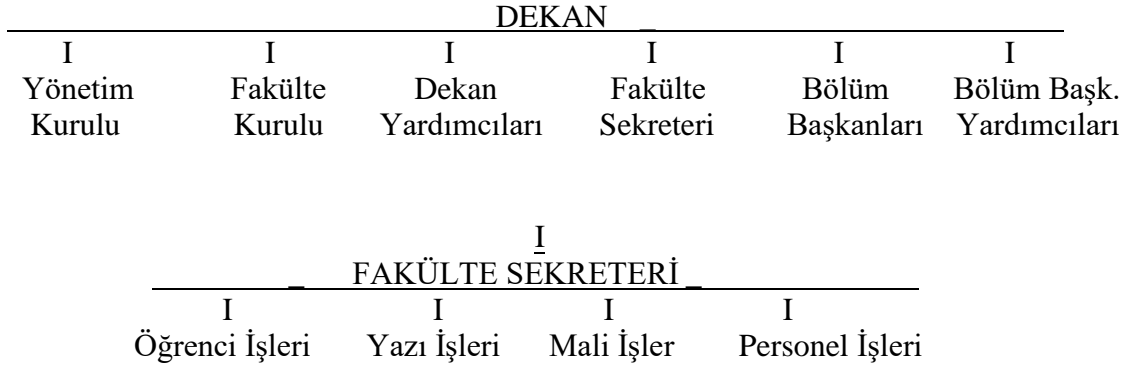 DEKAN _
I I I I I I
Yönetim Fakülte Dekan Fakülte Bölüm Bölüm Başk.
Kurulu Kurulu Yardımcıları Sekreteri Başkanları Yardımcıları
I
_ FAKÜLTE SEKRETERİ _
I I I I
Öğrenci İşleri Yazı İşleri Mali İşler Personel İşleri